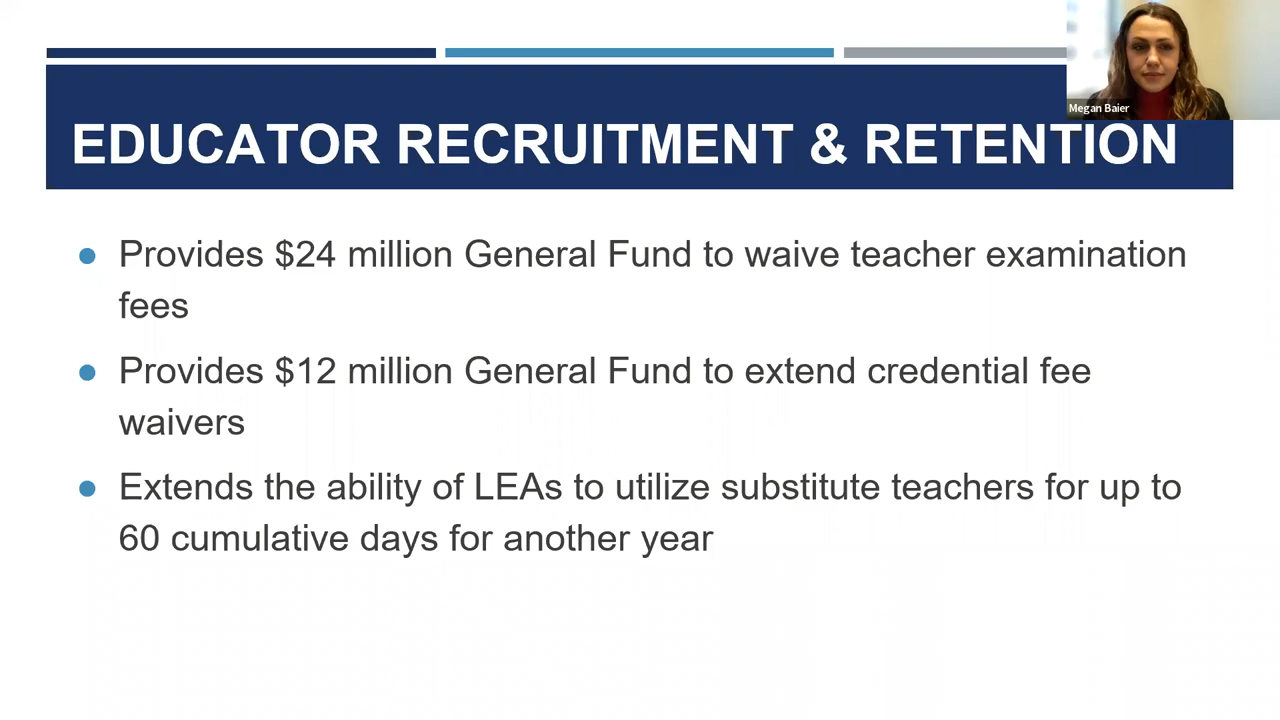 Megan Baier
EDUCATOR RECRUITMENT & RETENTION
● Provides $24 million General Fund to waive teacher examination
fees
● Provides $12 million General Fund to extend credential fee
waivers
● Extends the ability of LEAs to utilize substitute teachers for up to
60 cumulative days for another year